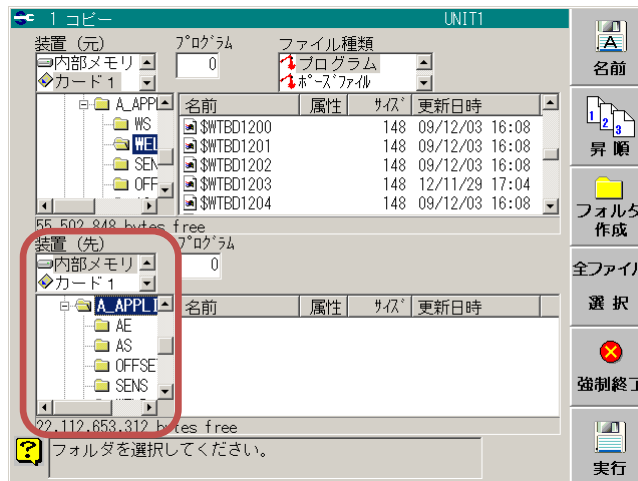 1 コピー UNIT1
装置（元） プログラム ファイル種類
内部メモリ 0 プログラム
カード1 ポーズファイル
A_APPL 名前 属性 サイズ 更新日時
WS $WTBD1200 148 09/12/03 16:08
WEL $WTBD1201 148 09/12/03 16:08
SEN $WTBD1202 148 09/12/03 16:08
OFF $WTBD1203 148 12/11/29 17:04
$WTBD1204 148 09/12/03 16:08
55,502,848 bytes free
装置（先） プログラム
内部メモリ 0
カード1
A_APPLI 名前 属性 サイズ 更新日時
AE
AS
OFFSE
SENS
22,112,653,312 bytes free
フォルダを選択してください。
名前
昇 順
フォルダ
作成
全ファイル
選 択
強制終了
実行